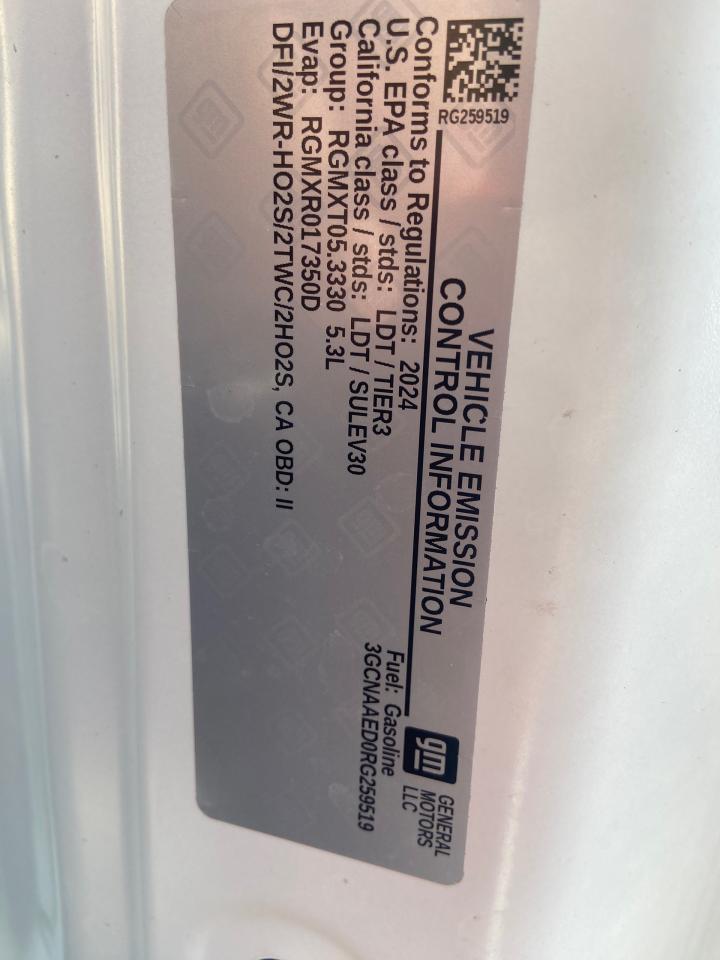 RG259519
VEHICLE EMISSION
CONTROL INFORMATION
gm
GENERAL
MOTORS
LLC
Conforms to Regulations: 2024
U.S. EPA class / stds: LDT / TIER3
California class / stds: LDT / SULEV30
Group: RGMXT05.3330 5.3L
Evap: RGMXR017350D
DFI/2WR-HO2S/2TWC/2HO2S, CA OBD: II
Fuel: Gasoline
3GCNAAED0RG259519